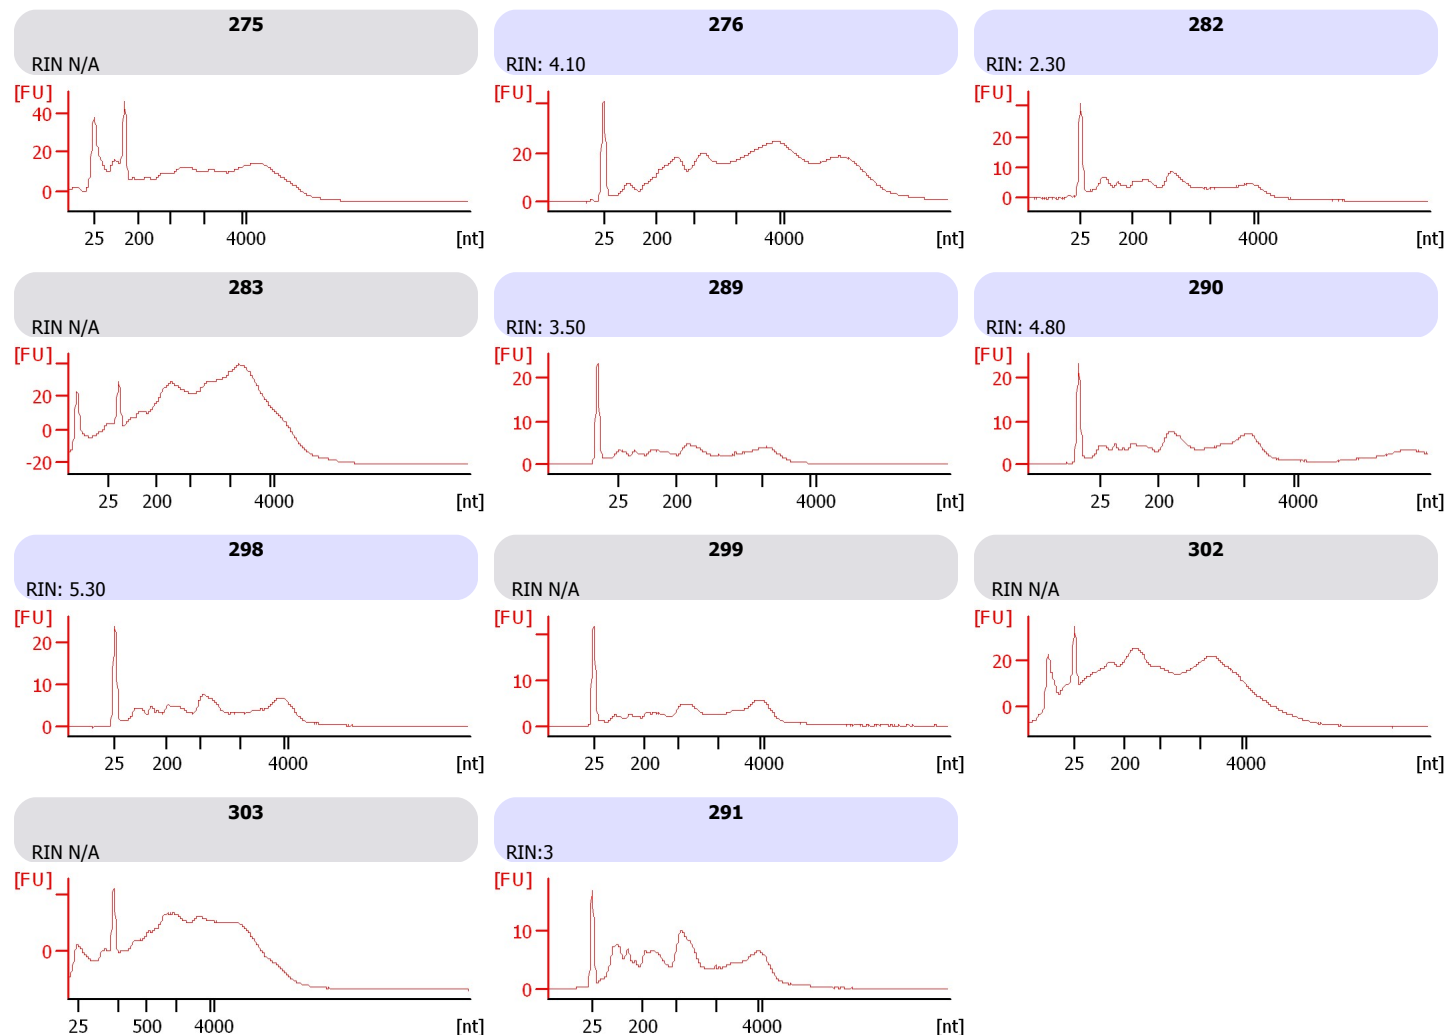 275 276 282
RIN N/A RIN: 4.10 RIN: 2.30
[FU] [FU] [FU]
40
20 20 20
10
0 0 0
25 200 4000 [nt] 25 200 4000 [nt] 25 200 4000 [nt]
283 289 290
RIN N/A RIN: 3.50 RIN: 4.80
[FU] [FU] [FU]
20 20 20
0 10 10
-20 0 0
25 200 4000 [nt] 25 200 4000 [nt] 25 200 4000 [nt]
298 299 302
RIN: 5.30 RIN N/A RIN N/A
[FU] [FU] [FU]
20 20
10 10
0 0 0
25 200 4000 [nt] 25 200 4000 [nt] 25 200 4000 [nt]
303 291
RIN N/A RIN:3
[FU] [FU]
10
0 0
25 500 4000 [nt] 25 200 4000 [nt]